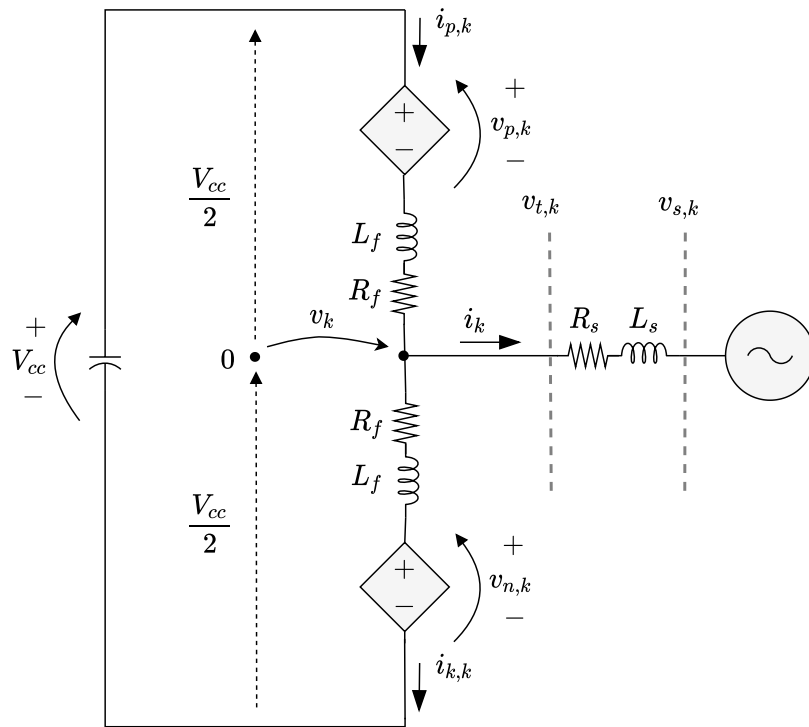 i_{p,k}
+
−
+
v_{p,k}
−
V_{cc}
2
L_f
R_f
v_{t,k}
v_{s,k}
v_k
i_k
R_s
L_s
+
V_{cc}
−
0
R_f
L_f
V_{cc}
2
+
−
+
v_{n,k}
−
i_{k,k}